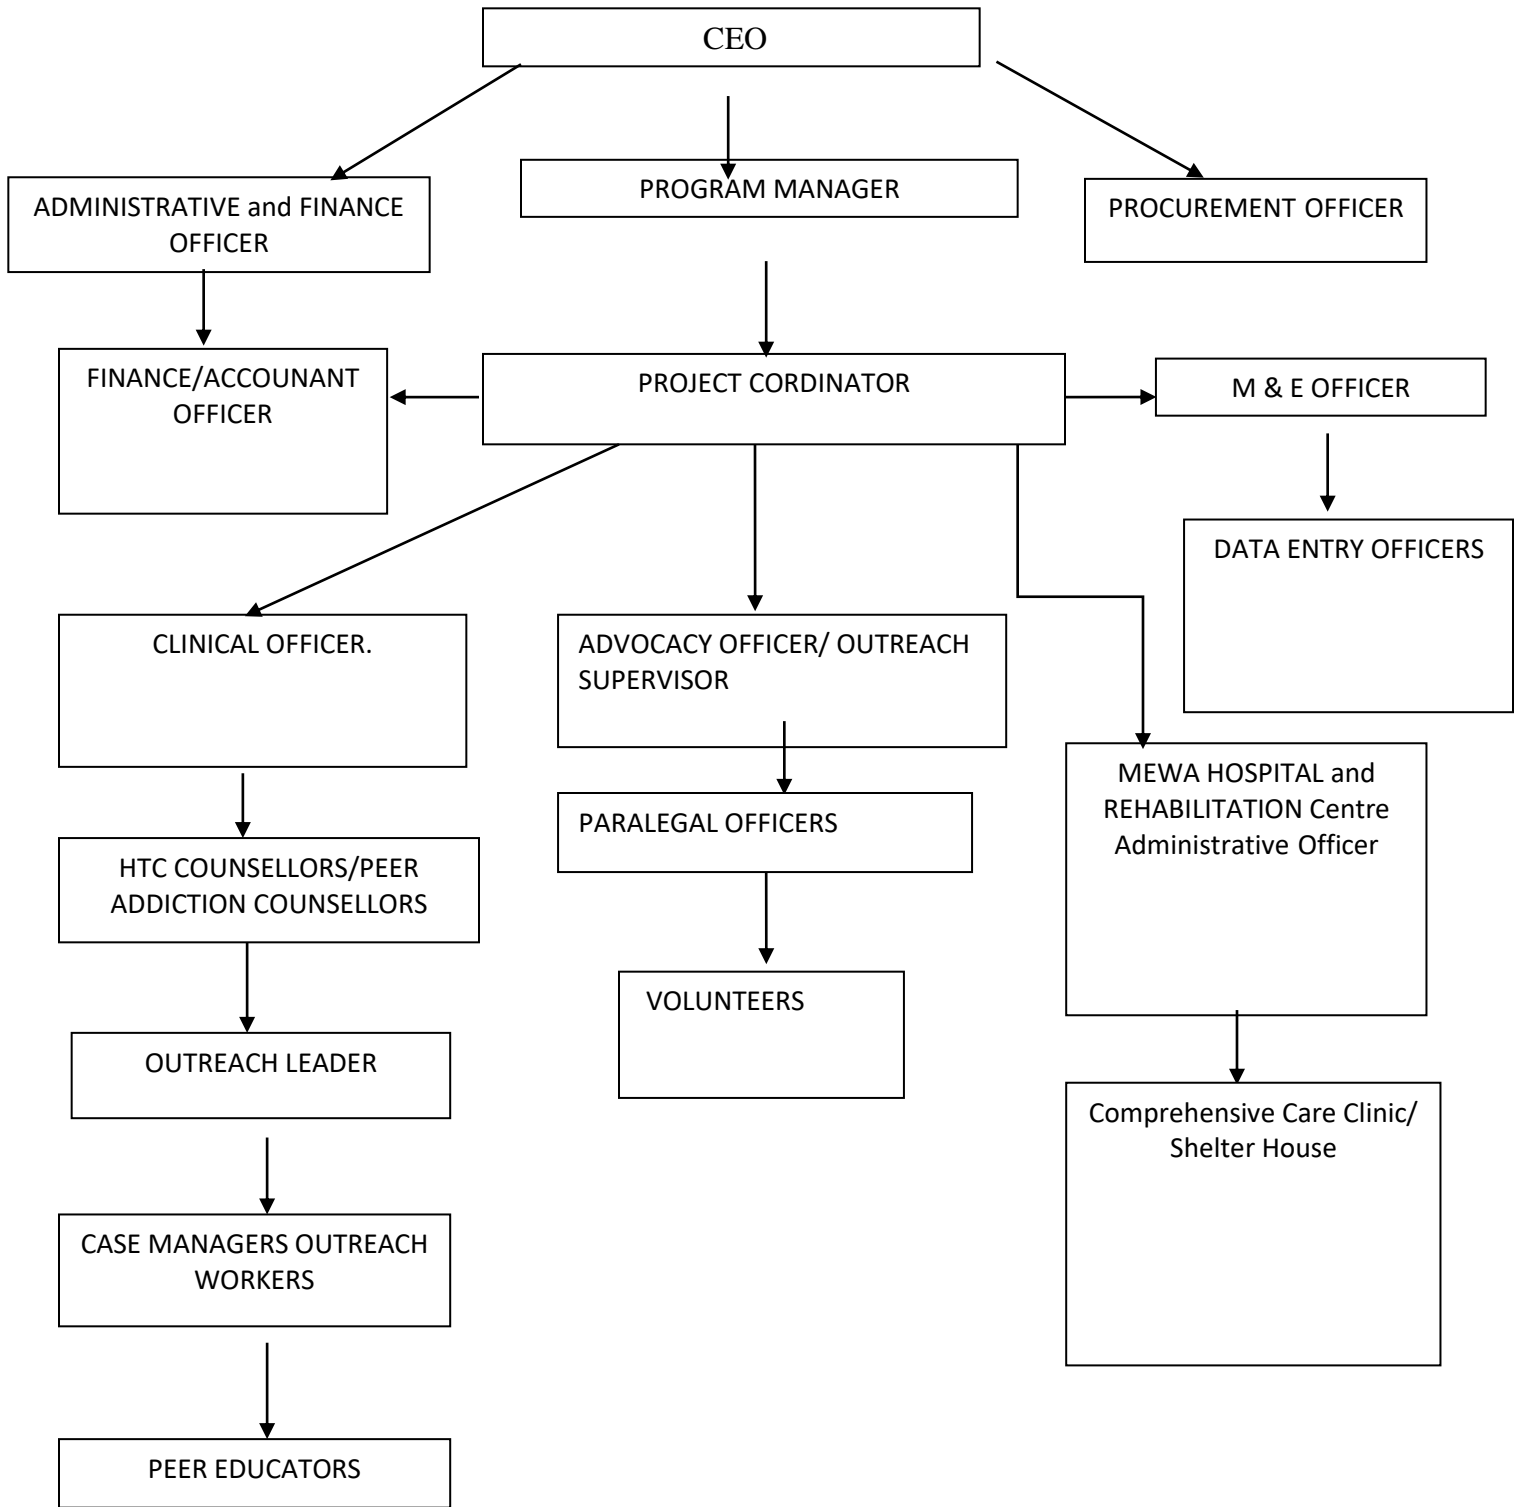 CEO
ADMINISTRATIVE and FINANCE
OFFICER
PROGRAM MANAGER
PROCUREMENT OFFICER
FINANCE/ACCOUNANT
OFFICER
PROJECT CORDINATOR
M & E OFFICER
DATA ENTRY OFFICERS
CLINICAL OFFICER.
ADVOCACY OFFICER/ OUTREACH
SUPERVISOR
MEWA HOSPITAL and
REHABILITATION Centre
Administrative Officer
PARALEGAL OFFICERS
HTC COUNSELLORS/PEER
ADDICTION COUNSELLORS
VOLUNTEERS
OUTREACH LEADER
Comprehensive Care Clinic/
Shelter House
CASE MANAGERS OUTREACH
WORKERS
PEER EDUCATORS